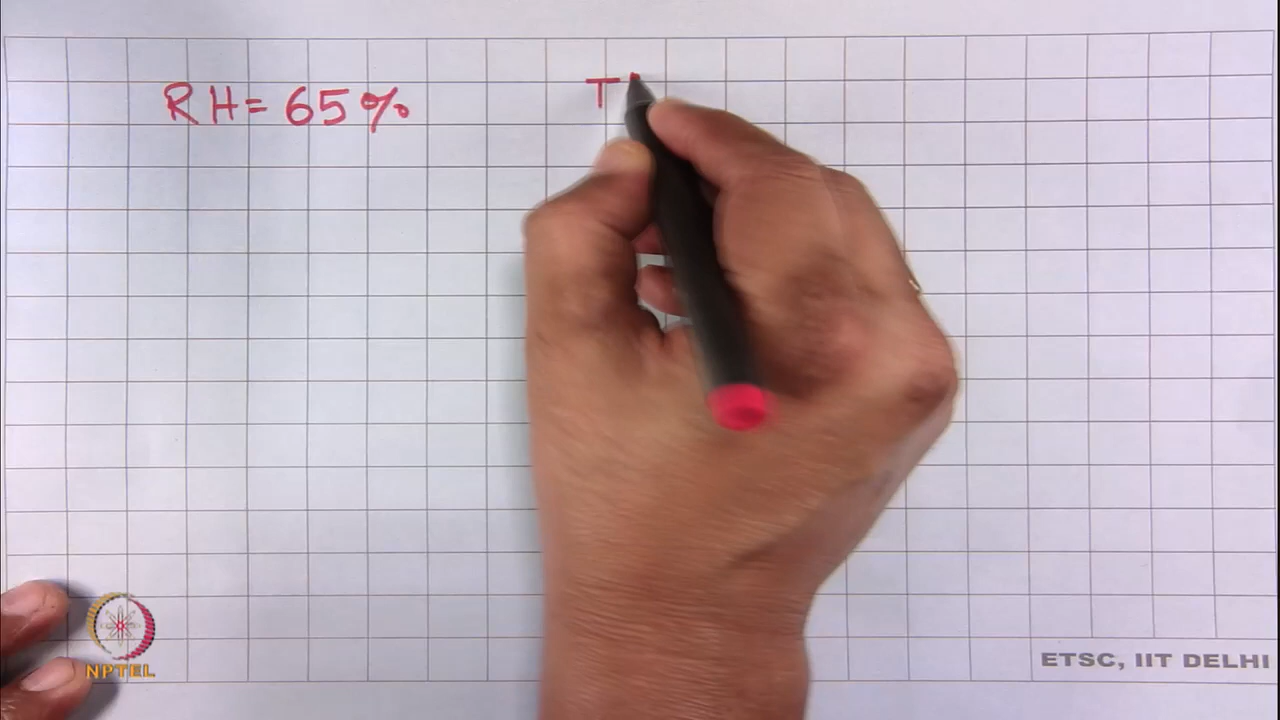 RH = 65% T
NPTEL
ETSC, IIT DELHI